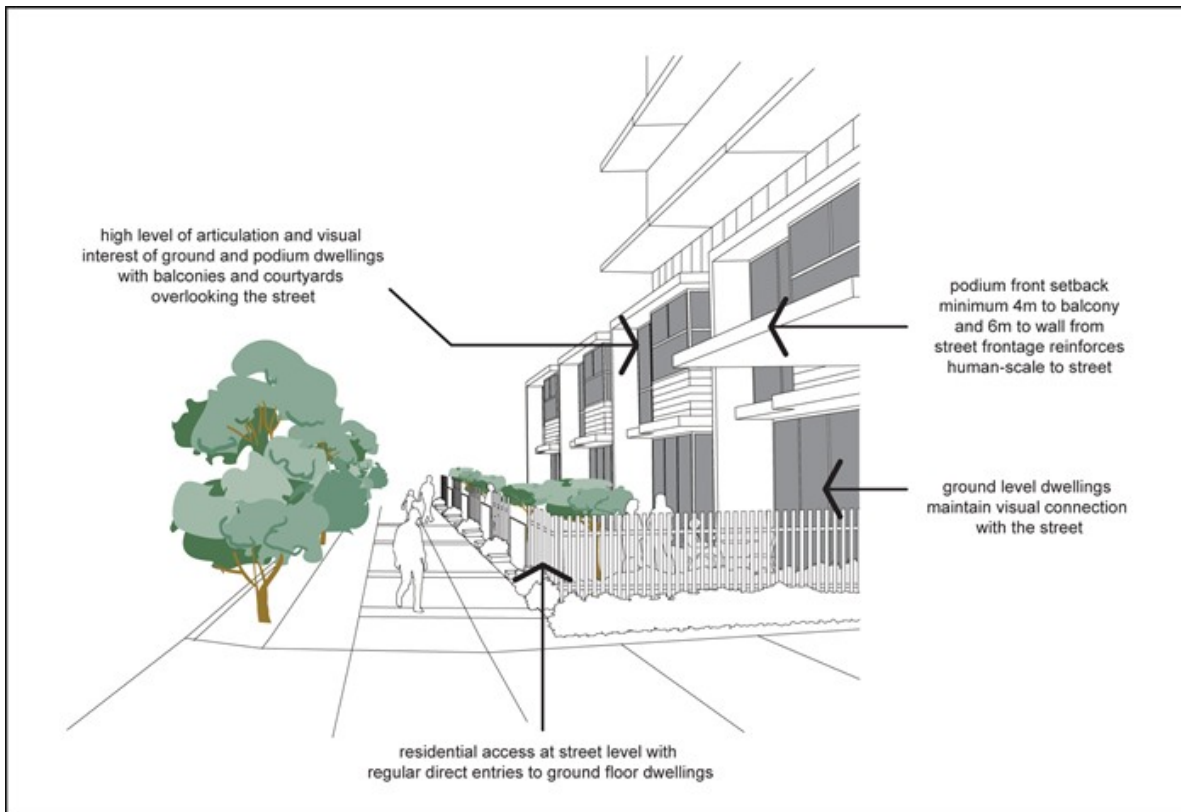 high level of articulation and visual
interest of ground and podium dwellings
with balconies and courtyards
overlooking the street
podium front setback
minimum 4m to balcony
and 6m to wall from
street frontage reinforces
human-scale to street
ground level dwellings
maintain visual connection
with the street
residential access at street level with
regular direct entries to ground floor dwellings